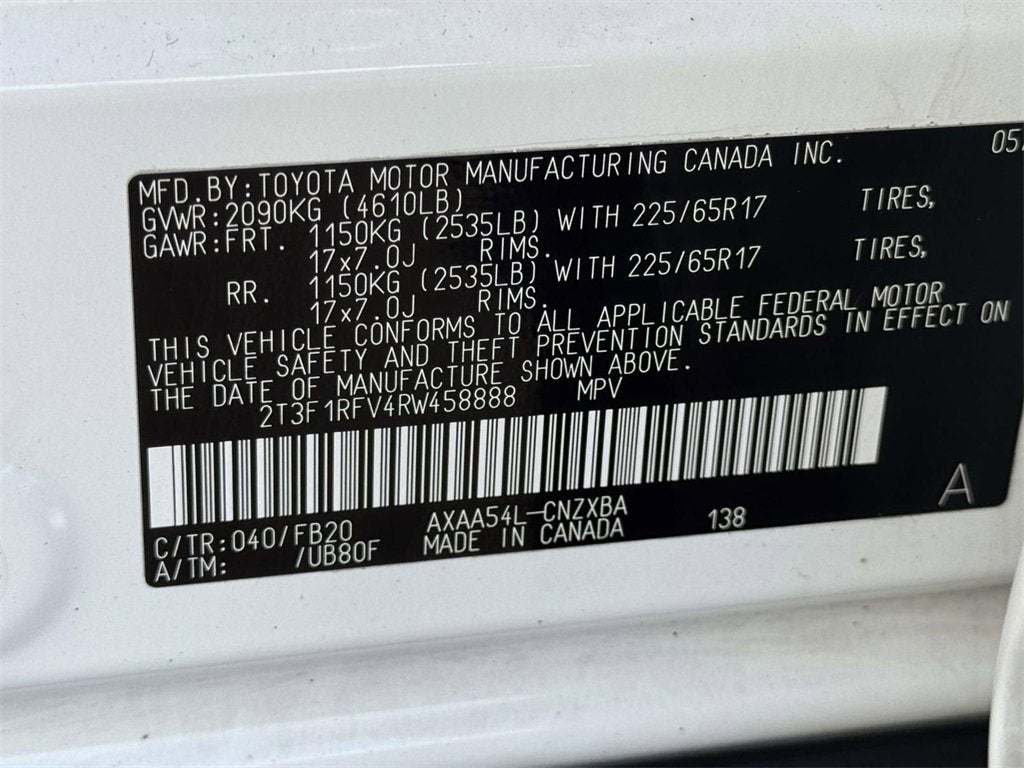 05
MFD.BY:TOYOTA MOTOR MANUFACTURING CANADA INC.
GVWR:2090KG (4610LB)
GAWR:FRT. 1150KG (2535LB) WITH 225/65R17 TIRES,
17x7.0J RIMS.
RR. 1150KG (2535LB) WITH 225/65R17 TIRES,
17x7.0J RIMS.
THIS VEHICLE CONFORMS TO ALL APPLICABLE FEDERAL MOTOR
VEHICLE SAFETY AND THEFT PREVENTION STANDARDS IN EFFECT ON
THE DATE OF MANUFACTURE SHOWN ABOVE.
2T3F1RFV4RW458888 MPV
A
C/TR:040/FB20 AXAA54L-CNZXBA 138
A/TM: /UB80F MADE IN CANADA